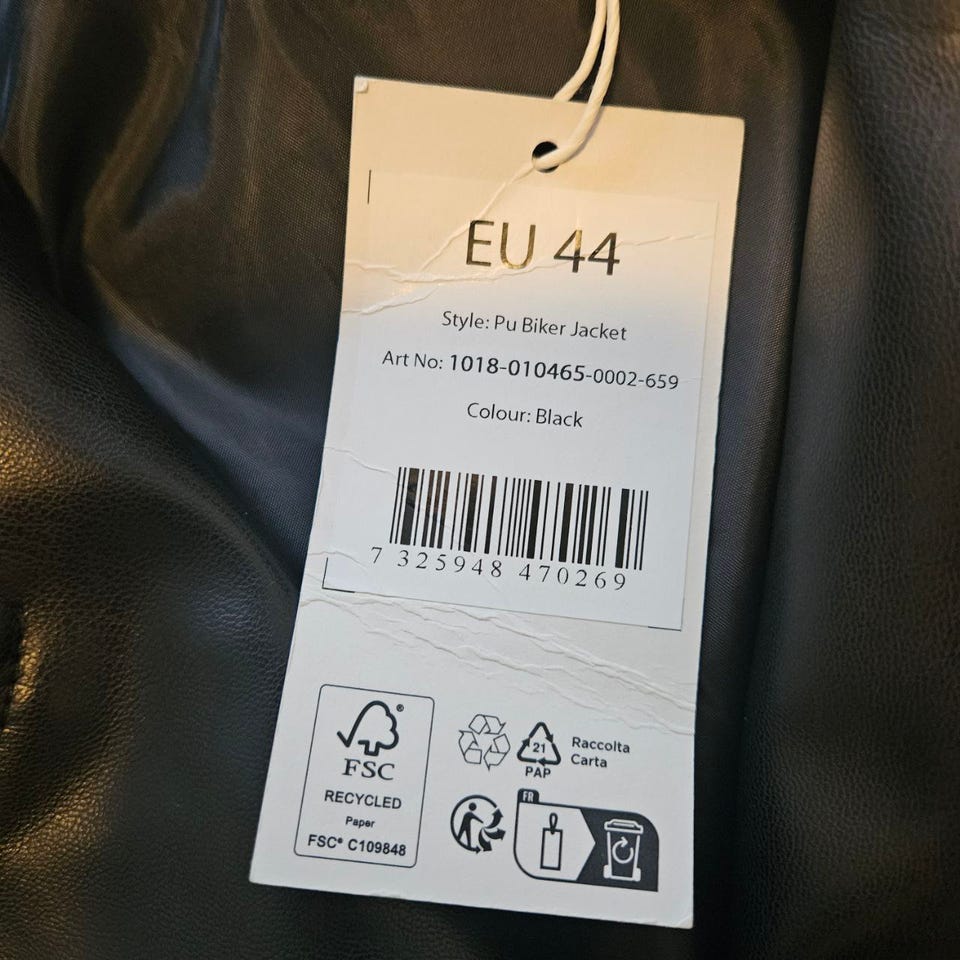 EU 44
Style: Pu Biker Jacket
Art No: 1018-010465-0002-659
Colour: Black
7 325948 470269
®
FSC
RECYCLED
Paper
FSC® C109848
21
PAP
Raccolta
Carta
FR